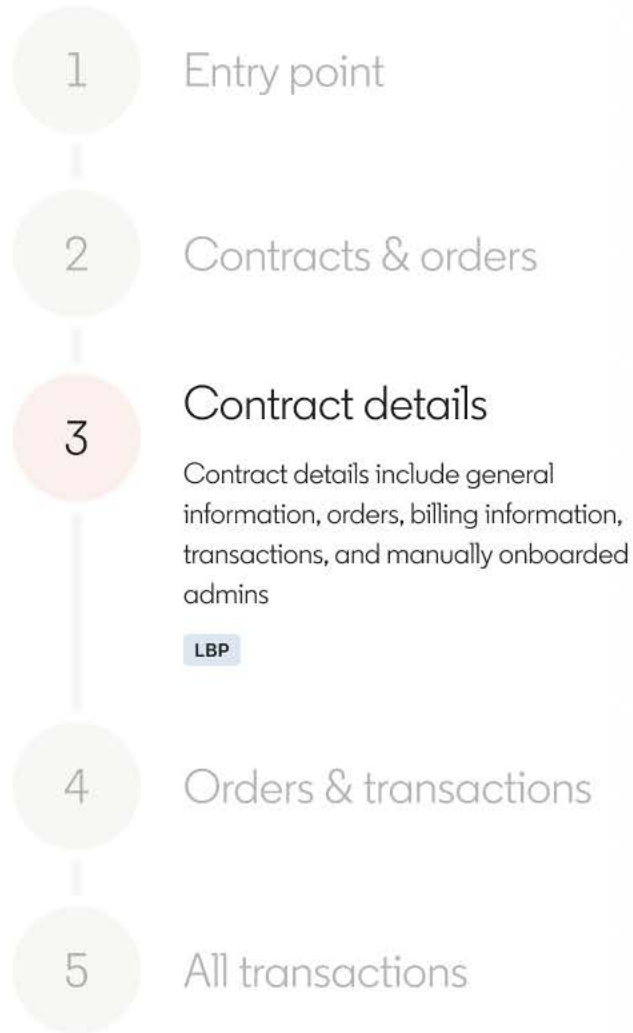 1
Entry point
2
Contracts & orders
3
Contract details
Contract details include general
information, orders, billing information,
transactions, and manually onboarded
admins
LBP
4
Orders & transactions
5
All transactions